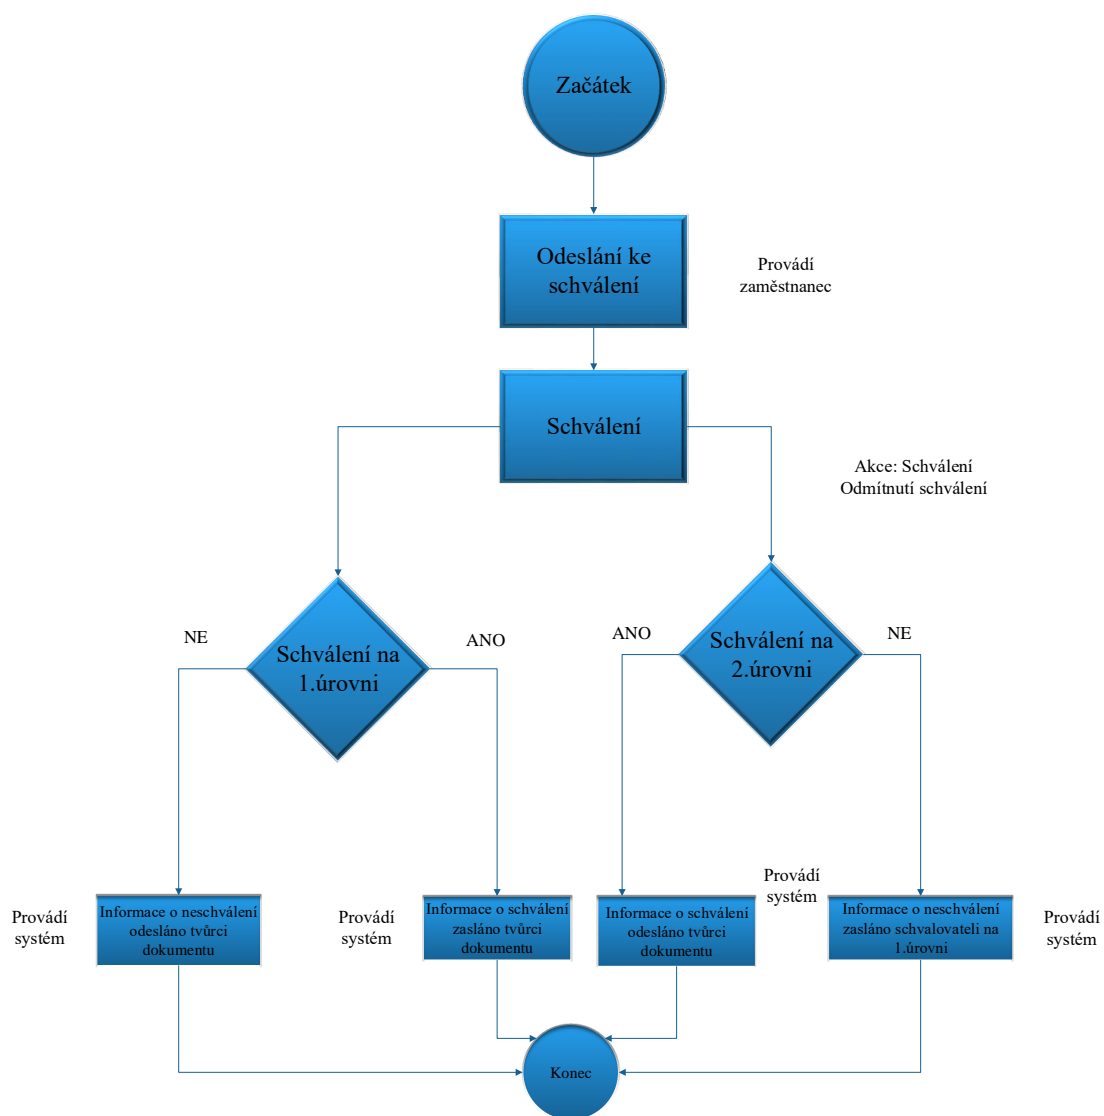 Začátek
Odeslání ke
schválení
Provádí
zaměstnanec
Schválení
Akce: Schválení
Odmítnutí schválení
NE
Schválení na
1.úrovni
ANO
ANO
Schválení na
2.úrovni
NE
Provádí
systém
Informace o neschválení
odesláno tvůrci
dokumentu
Provádí
systém
Informace o schválení
zasláno tvůrci
dokumentu
Informace o schválení
odesláno tvůrci
dokumentu
Provádí
systém
Informace o neschválení
zasláno schvalovateli na
1.úrovni
Provádí
systém
Konec